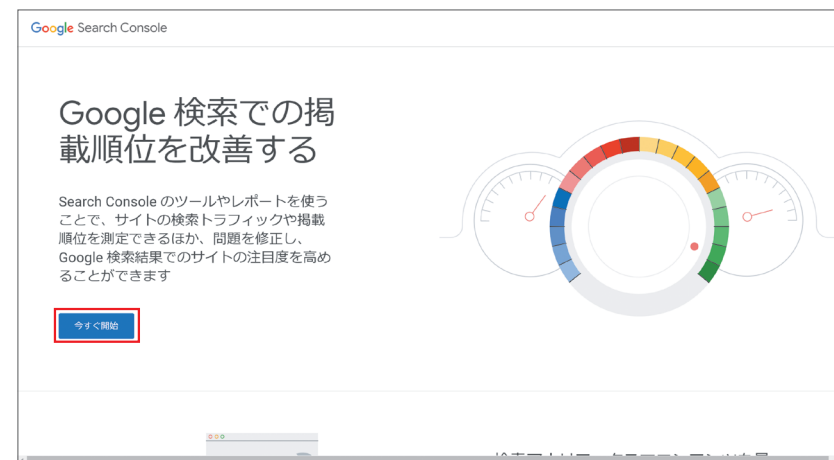 Google Search Console
Google 検索での掲
載順位を改善する
Search Console のツールやレポートを使う
ことで、サイトの検索トラフィックや掲載
順位を測定できるほか、問題を修正し、
Google 検索結果でのサイトの注目度を高め
ることができます
今すぐ開始